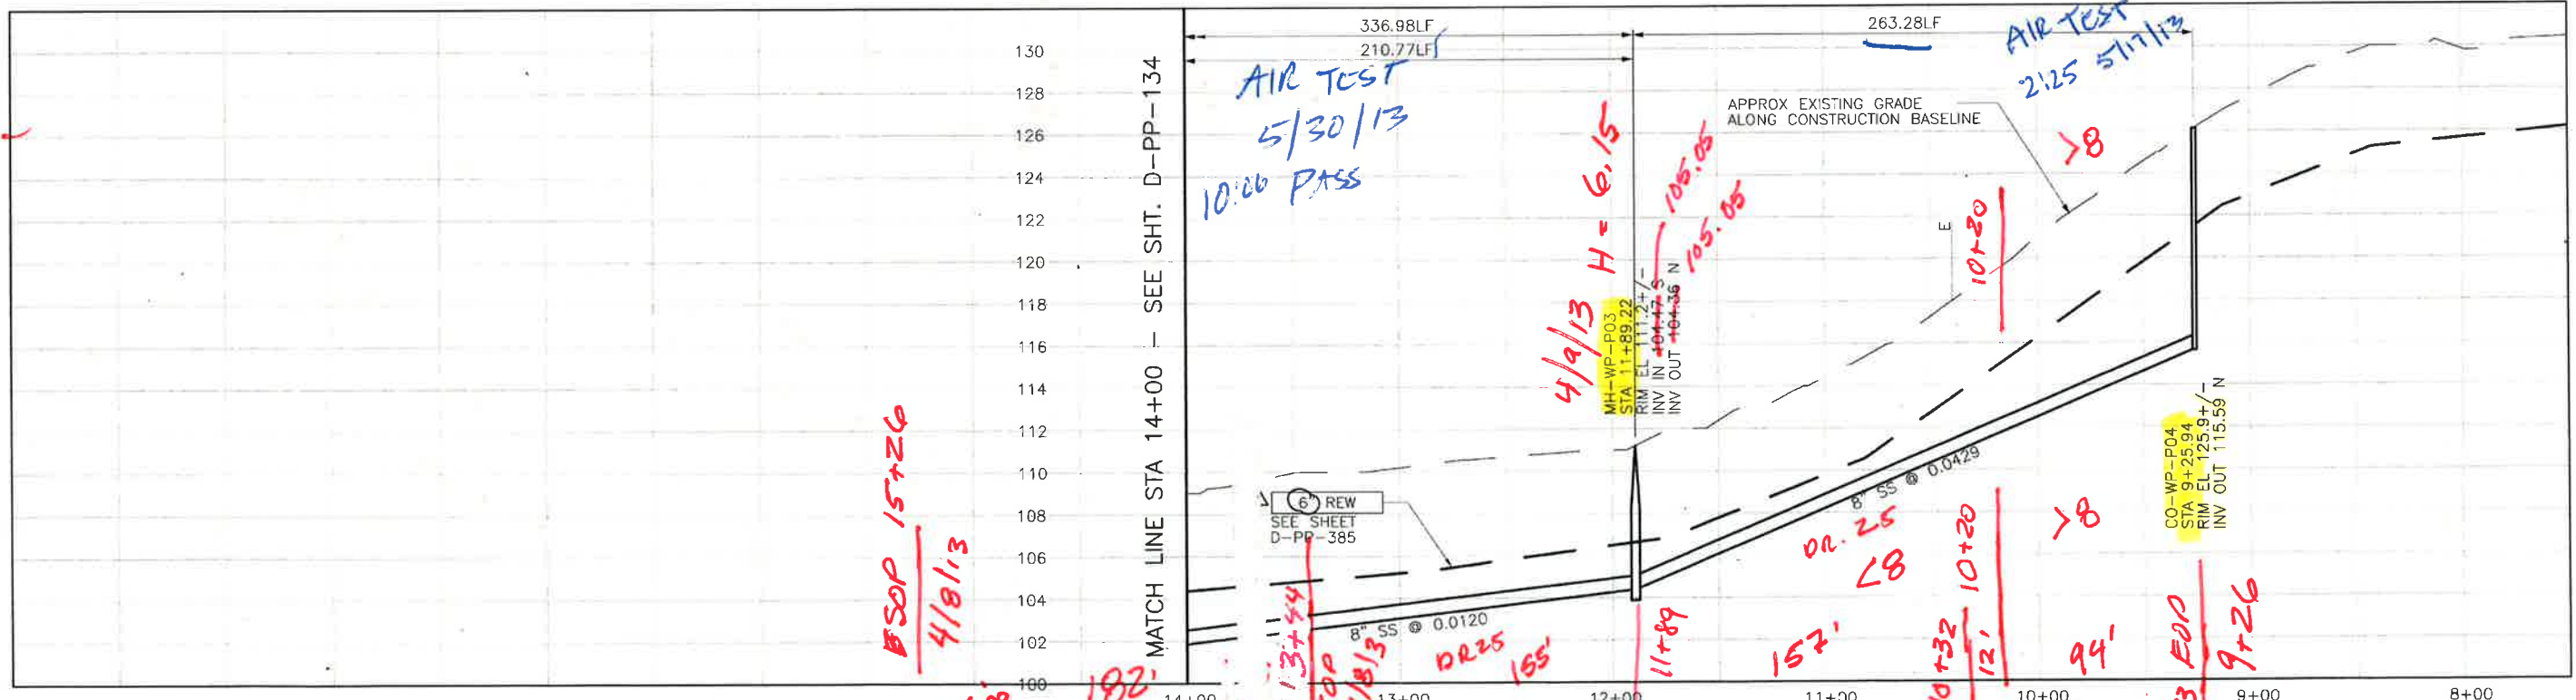 336.98LF
210.77LF
263.28LF
AIR TEST
2:25 5/17/13
AIR TEST
5/30/13
10:06 PASS
130
128
126
124
122
120
118
116
114
112
110
108
106
104
102
100
MATCH LINE STA 14+00 - SEE SHT. D-PP-134
APPROX EXISTING GRADE
ALONG CONSTRUCTION BASELINE
>8
4/9/13 H = 6.15
105.05
105.05
MH-WP-P03
STA 11+89.22
RIM EL 111.2+/-
INV IN 104.47 S
INV OUT 104.36 N
E
10+20
6" REW
SEE SHEET
D-PP-385
8" SS @ 0.0429
DR. 25
<8
10+20
>8
CO-WP-P04
STA 9+25.94
RIM EL 125.9+/-
INV OUT 115.59 N
SOP 15+26
4/8/13
8" SS @ 0.0120
13+44
DR25
155'
11+89
157'
12'
94'
EOP
9+26
182'
14+00
13+00
12+00
11+00
10+00
9+00
8+00